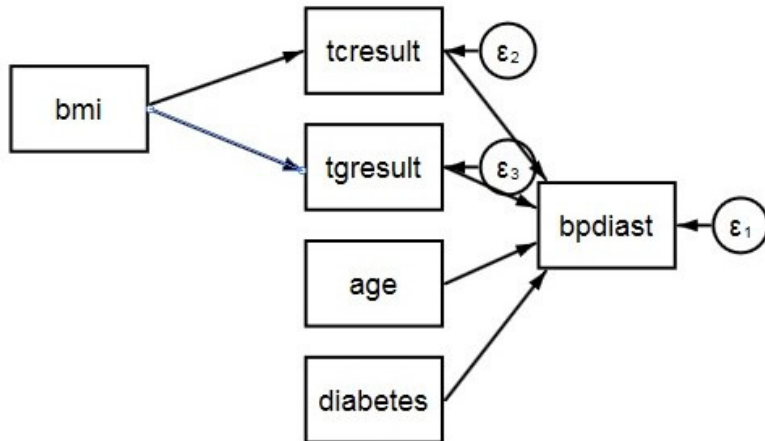 tcresult
ε₂
bmi
tgresult
ε₃
bpdiast
ε₁
age
diabetes